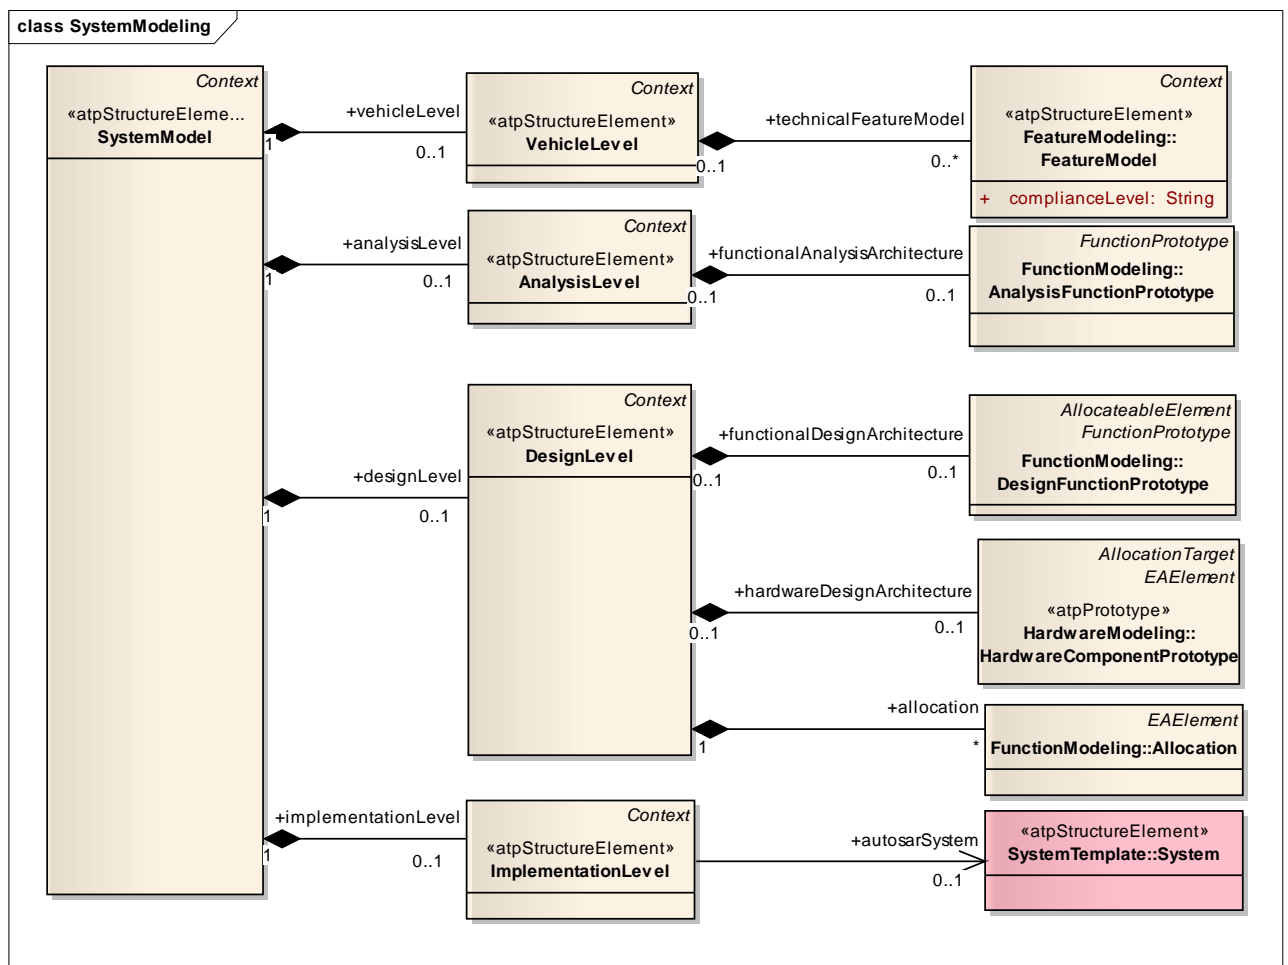 class SystemModeling
Context
«atpStructureEleme...
SystemModel
1
+vehicleLevel
0..1
Context
«atpStructureElement»
VehicleLevel
0..1
+technicalFeatureModel
0..*
Context
«atpStructureElement»
FeatureModeling::
FeatureModel
+ complianceLevel: String
1
+analysisLevel
0..1
Context
«atpStructureElement»
AnalysisLevel
0..1
+functionalAnalysisArchitecture
0..1
FunctionPrototype
FunctionModeling::
AnalysisFunctionPrototype
1
+designLevel
0..1
Context
«atpStructureElement»
DesignLevel
0..1
+functionalDesignArchitecture
0..1
AllocateableElement
FunctionPrototype
FunctionModeling::
DesignFunctionPrototype
0..1
+hardwareDesignArchitecture
0..1
AllocationTarget
EAElement
«atpPrototype»
HardwareModeling::
HardwareComponentPrototype
1
+allocation
*
EAElement
FunctionModeling::Allocation
1
+implementationLevel
0..1
Context
«atpStructureElement»
ImplementationLevel
+autosarSystem
0..1
«atpStructureElement»
SystemTemplate::System